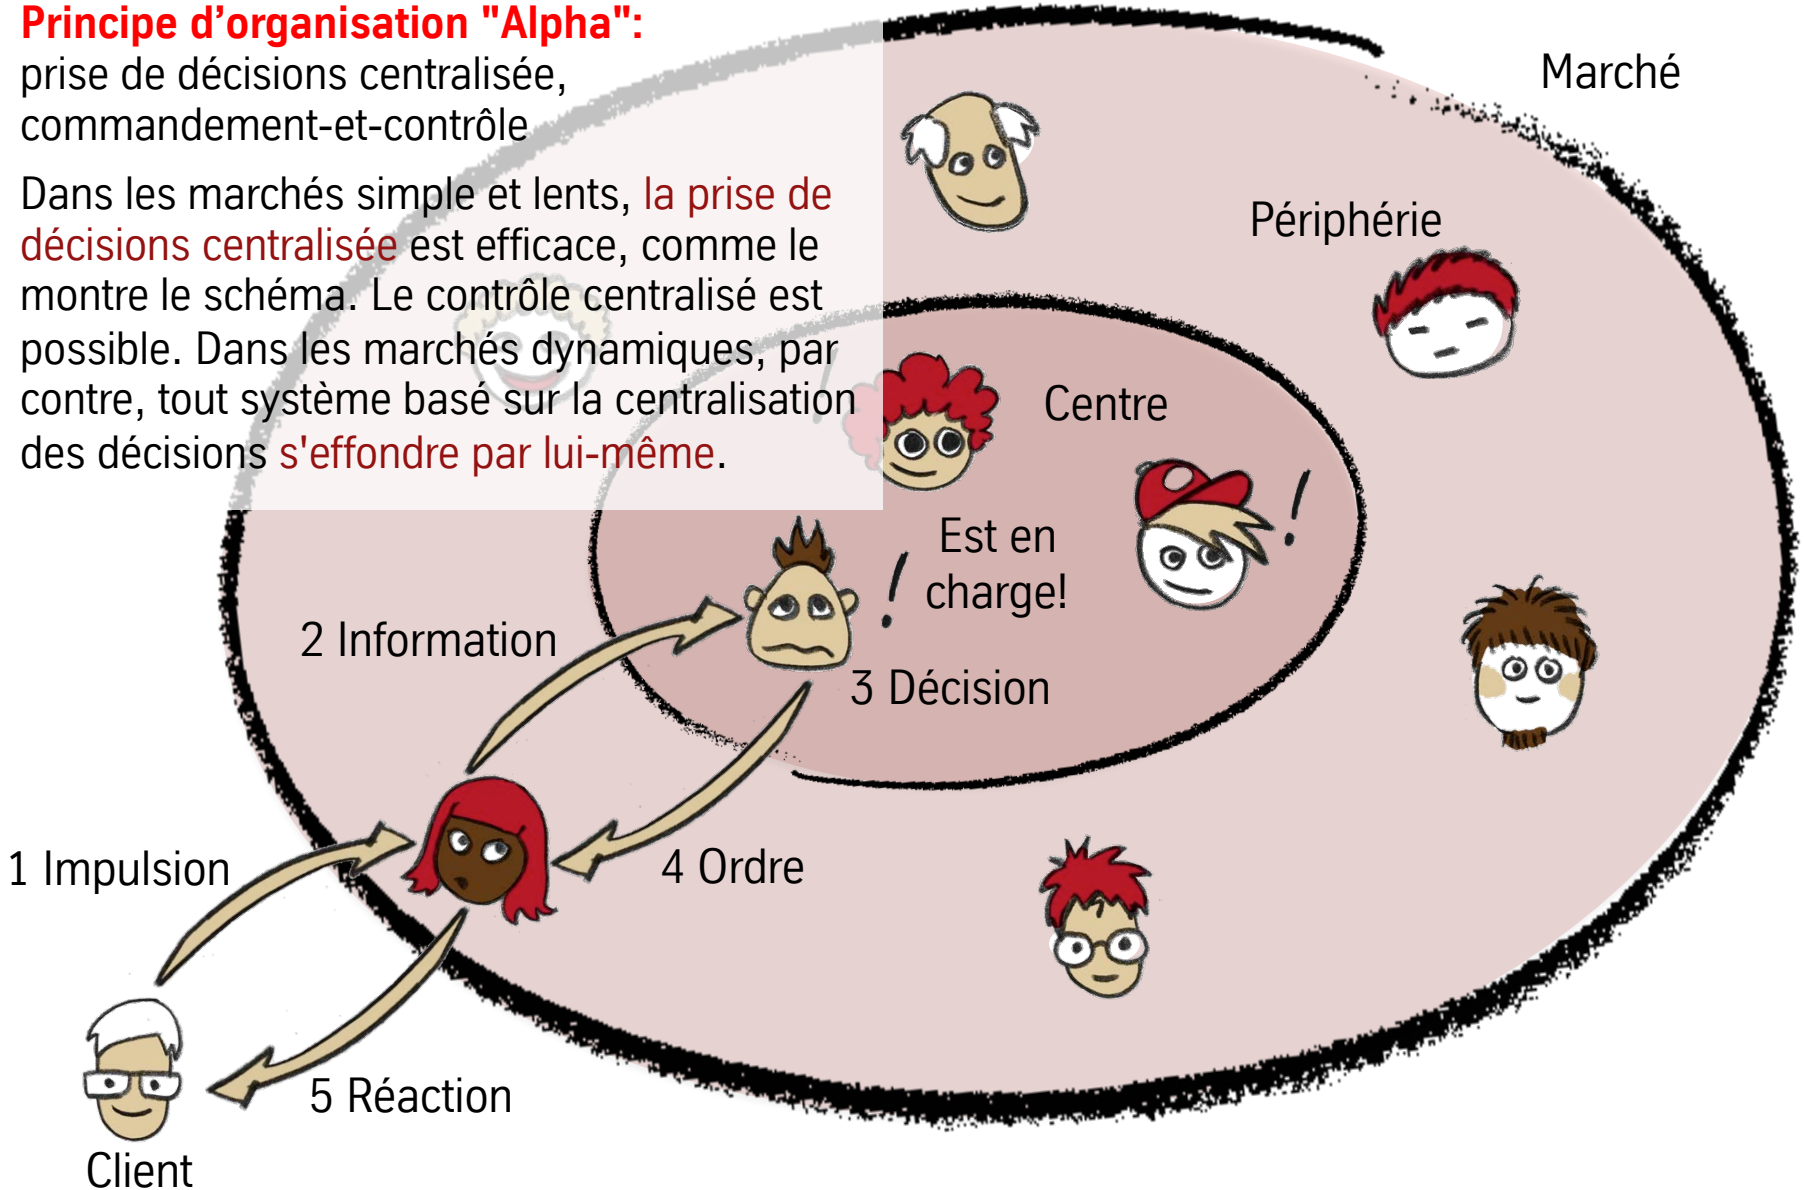 Principe d’organisation "Alpha":
prise de décisions centralisée,
commandement-et-contrôle
Dans les marchés simple et lents, la prise de
décisions centralisée est efficace, comme le
montre le schéma. Le contrôle centralisé est
possible. Dans les marchés dynamiques, par
contre, tout système basé sur la centralisation
des décisions s'effondre par lui-même.
Marché
Périphérie
Centre
!
Est en
charge!
!
2 Information
3 Décision
1 Impulsion
4 Ordre
5 Réaction
Client